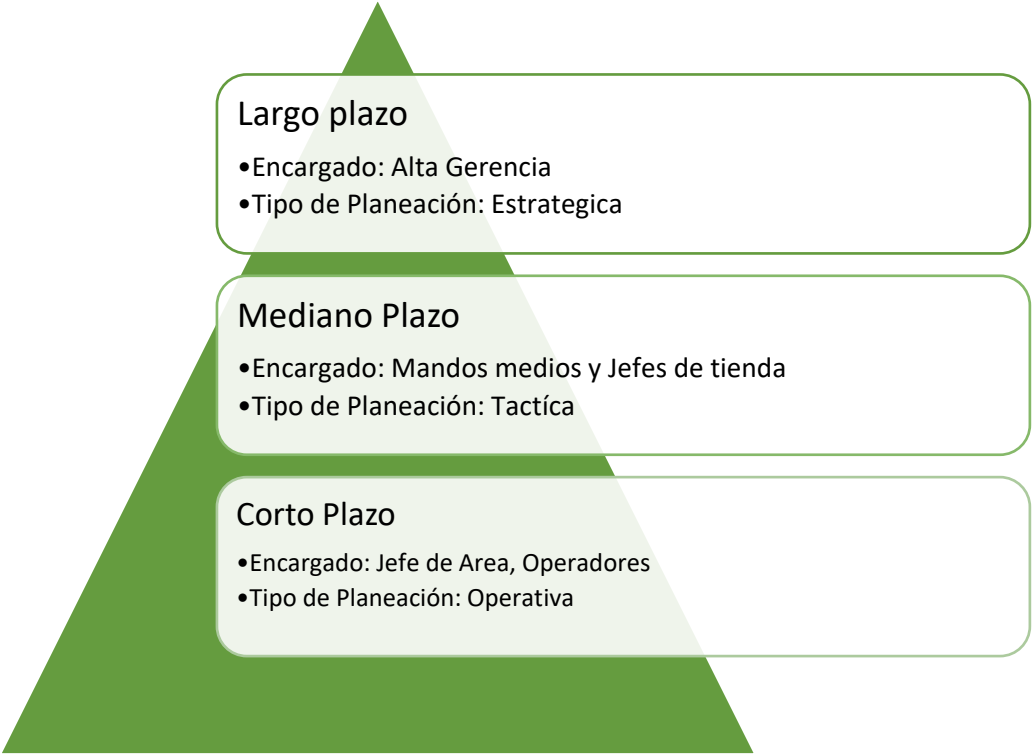 Largo plazo
•Encargado: Alta Gerencia
•Tipo de Planeación: Estrategica
Mediano Plazo
•Encargado: Mandos medios y Jefes de tienda
•Tipo de Planeación: Tactíca
Corto Plazo
•Encargado: Jefe de Area, Operadores
•Tipo de Planeación: Operativa